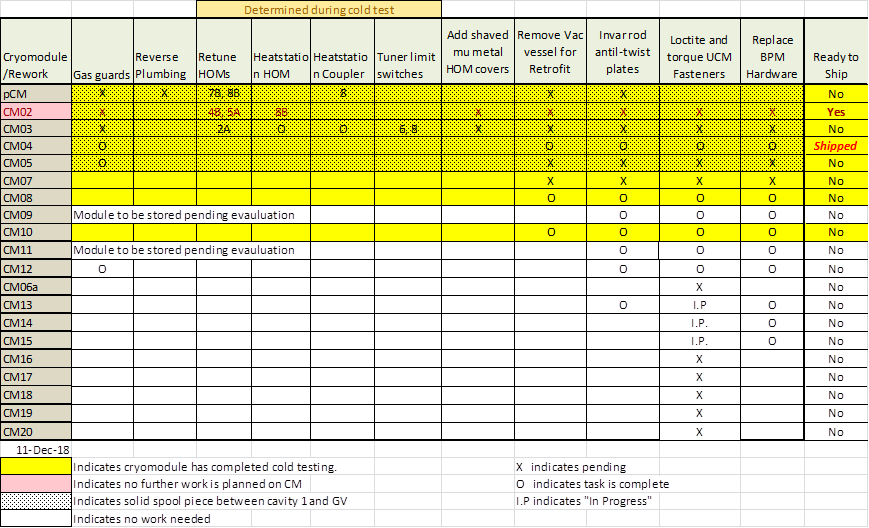 Determined during cold test
Cryomodule /Rework Gas guards Reverse Plumbing Retune HOMs Heatstatio n HOM Heatstatio n Coupler Tuner limit switches Add shaved mu metal HOM covers Remove Vac vessel for Retrofit Invar rod antil-twist plates Loctite and torque UCM Fasteners Replace BPM Hardware Ready to Ship
pCM X X 7B, 8B 8 X X No
CM02 X 4B, 5A 8B X X X X X Yes
CM03 X 2A O O 6, 8 X X X X X No
CM04 O O O O O Shipped
CM05 O X X X X No
CM07 X X X X No
CM08 O O O O No
CM09 Module to be stored pending evauluation O O O No
CM10 O O O O No
CM11 Module to be stored pending evauluation O O O No
CM12 O O O O No
CM06a X No
CM13 O I.P O No
CM14 I.P. O No
CM15 I.P. O No
CM16 X No
CM17 X No
CM18 X No
CM19 X No
CM20 X No
11-Dec-18
Indicates cryomodule has completed cold testing. X indicates pending
Indicates no further work is planned on CM O indicates task is complete
Indicates solid spool piece between cavity 1 and GV I.P indicates "In Progress"
Indicates no work needed